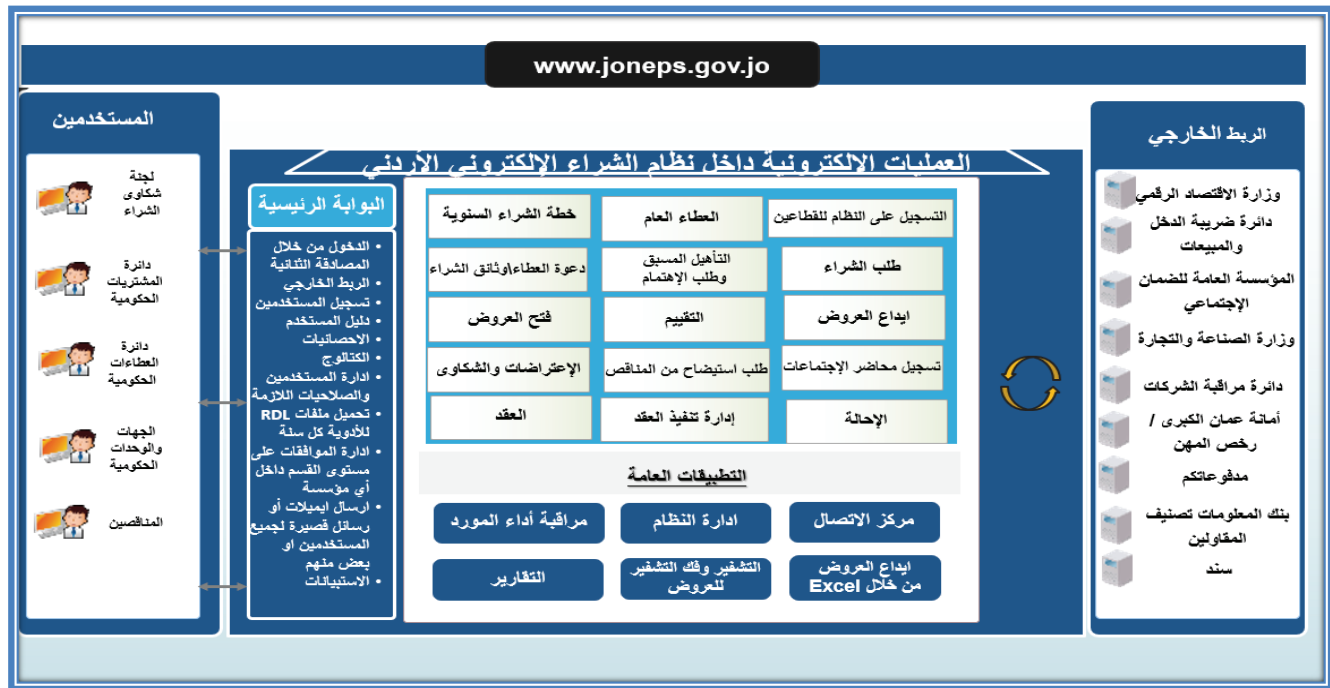 www.joneps.gov.jo
الربط الخارجي
وزارة الاقتصاد الرقمي
دائرة ضريبة الدخل
والمبيعات
المؤسسة العامة للضمان
الإجتماعي
وزارة الصناعة والتجارة
دائرة مراقبة الشركات
أمانة عمان الكبرى /
رخص المهن
مدفوعاتكم
بنك المعلومات تصنيف
المقاولين
سند
العمليات الإلكترونية داخل نظام الشراء الإلكتروني الأردني
التسجيل على النظام للقطاعين
العطاء العام
خطة الشراء السنوية
طلب الشراء
التأهيل المسبق
وطلب الإهتمام
دعوة العطاء/وثائق الشراء
ايداع العروض
التقييم
فتح العروض
تسجيل محاضر الإجتماعات
طلب استيضاح من المناقص
الإعتراضات والشكاوى
الإحالة
إدارة تنفيذ العقد
العقد
التطبيقات العامة
مركز الاتصال
ادارة النظام
مراقبة أداء المورد
ايداع العروض
من خلال Excel
التشفير وفك التشفير
للعروض
التقارير
البوابة الرئيسية
• الدخول من خلال
المصادقة الثنائية
• الربط الخارجي
• تسجيل المستخدمين
• دليل المستخدم
• الاحصائيات
• الكتالوج
• ادارة المستخدمين
والصلاحيات اللازمة
• تحميل ملفات RDL
للأدوية كل سنة
• ادارة الموافقات على
مستوى القسم داخل
أي مؤسسة
• ارسال ايميلات أو
رسائل قصيرة لجميع
المستخدمين او
بعض منهم
• الاستبيانات
المستخدمين
لجنة
شكاوى
الشراء
دائرة
المشتريات
الحكومية
دائرة
العطاءات
الحكومية
الجهات
والوحدات
الحكومية
المناقصين